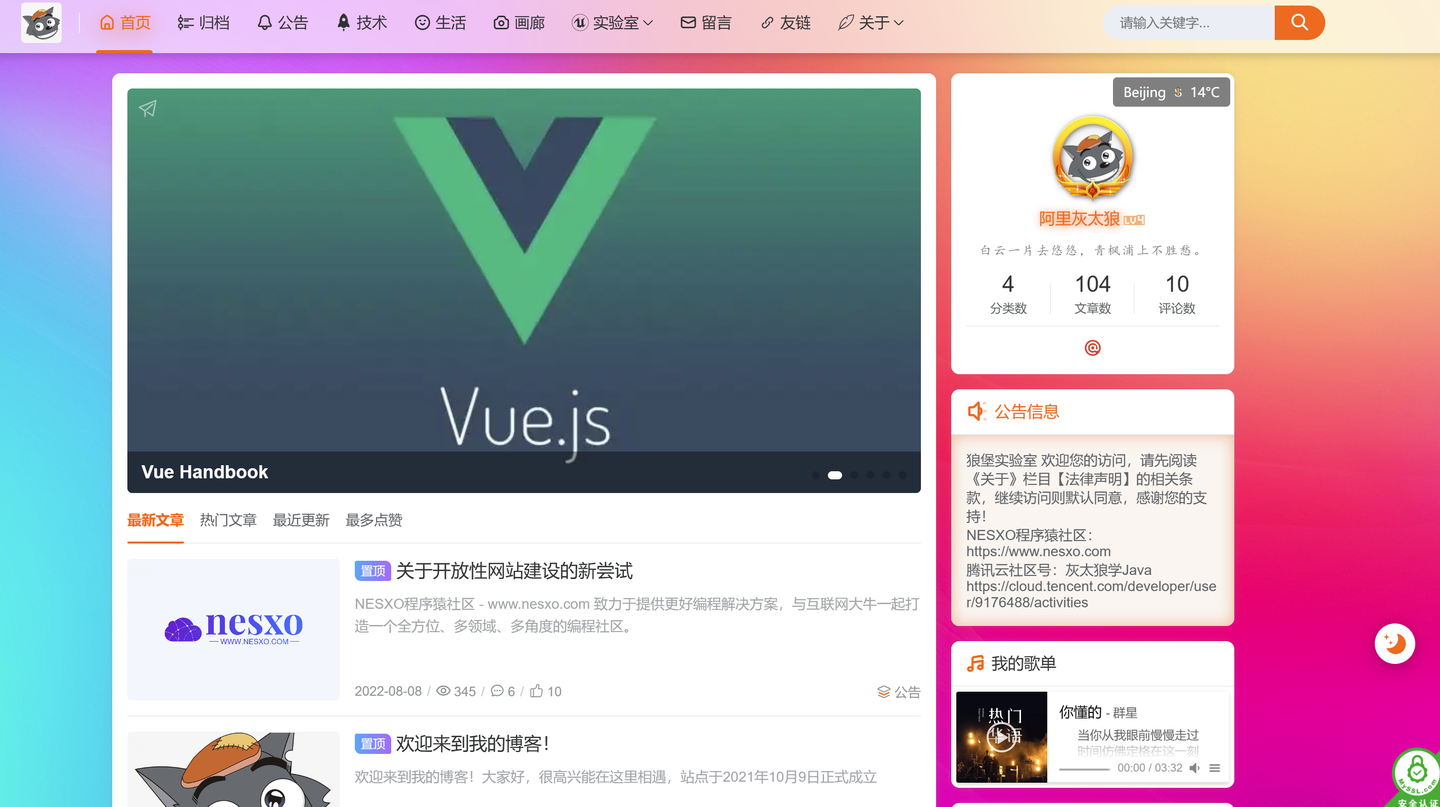 首页 归档 公告 技术 生活 画廊 实验室 留言 友链 关于 请输入关键字...
Beijing 14°C
Vue.js
Vue Handbook
阿里灰太狼
白云一片去悠悠，青枫浦上不胜愁。
4 104 10
分类数 文章数 评论数
公告信息
狼堡实验室 欢迎您的访问，请先阅读
《关于》栏目【法律声明】的相关条
款，继续访问则默认同意，感谢您的支
持！
NESXO程序猿社区：
https://www.nesxo.com
腾讯云社区号：灰太狼学Java
https://cloud.tencent.com/developer/use
r/9176488/activities
最新文章 热门文章 最近更新 最多点赞
nesxo
WWW.NESXO.COM
置顶 关于开放性网站建设的新尝试
NESXO程序猿社区 - www.nesxo.com 致力于提供更好编程解决方案，与互联网大牛一起打
造一个全方位、多领域、多角度的编程社区。
2022-08-08 / 345 / 6 / 10 公告
置顶 欢迎来到我的博客！
欢迎来到我的博客！大家好，很高兴能在这里相遇，站点于2021年10月9日正式成立
我的歌单
热门
华语
你懂的 - 群星
当你从我眼前慢慢走过
时间仿佛定格在这一刻
00:00 / 03:32
MySSL.com
安全认证